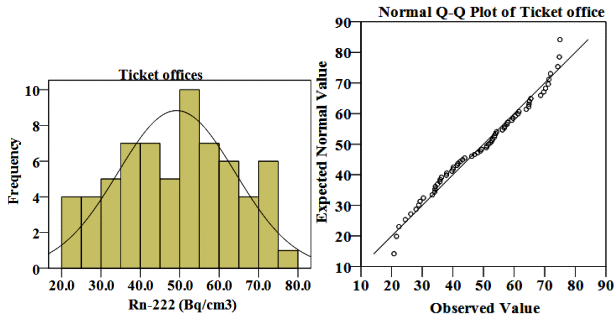 Ticket offices
Frequency
10
8
6
4
2
0
20.0 30.0 40.0 50.0 60.0 70.0 80.0
Rn-222 (Bq/cm3)
Normal Q-Q Plot of Ticket office
Expected Normal Value
90
80
70
60
50
40
30
20
10
10 20 30 40 50 60 70 80 90
Observed Value